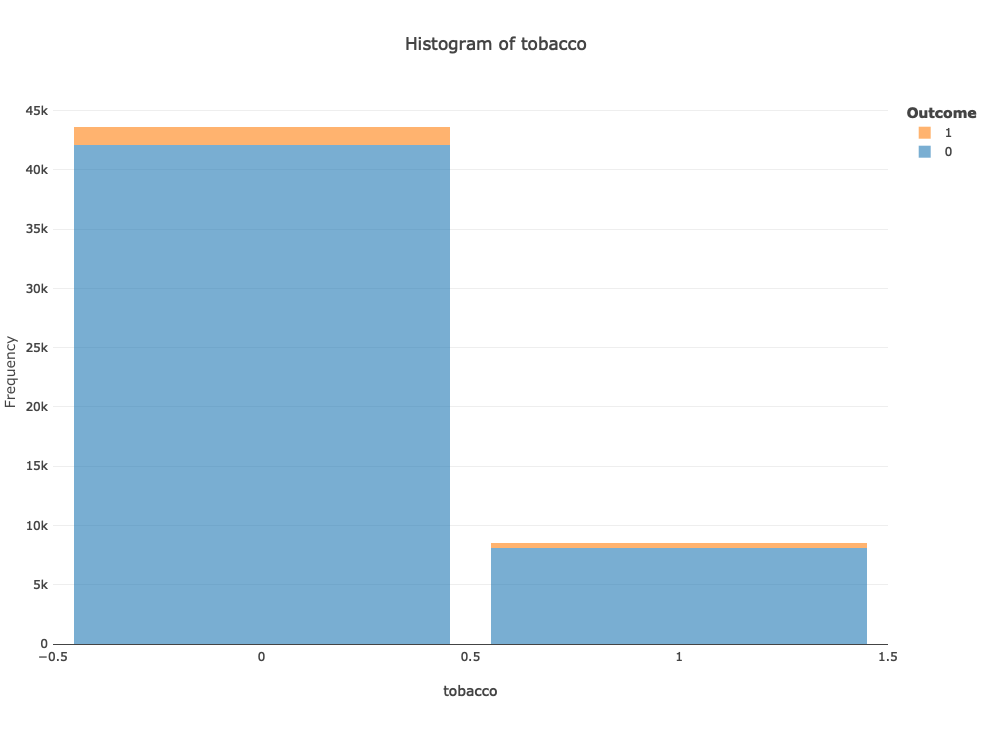 Histogram of tobacco
Outcome
1
0
45k
40k
35k
30k
25k
20k
15k
10k
5k
0
Frequency
−0.5
0
0.5
1
1.5
tobacco